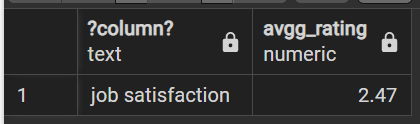 ?column? avgg_rating
text numeric
1 job satisfaction 2.47